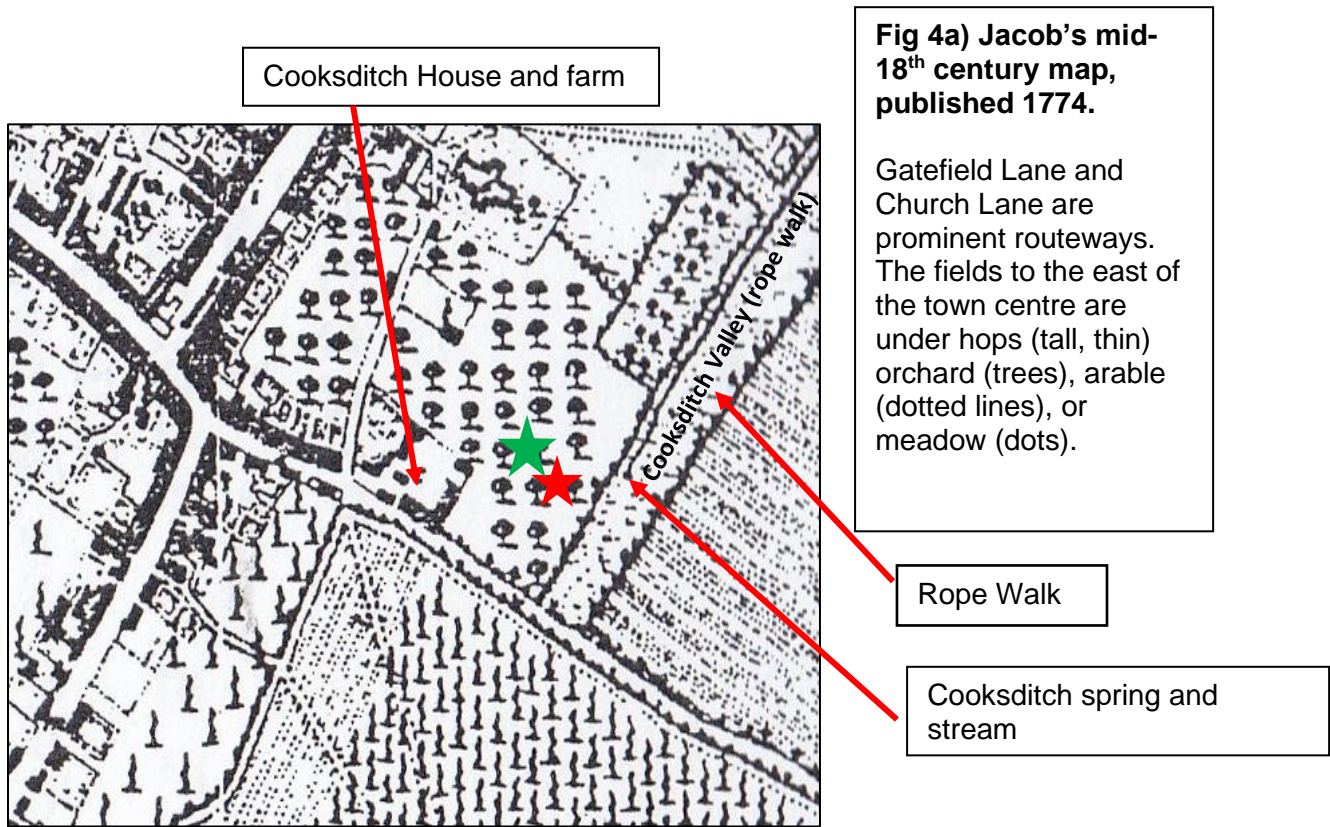 Cooksditch House and farm
Fig 4a) Jacob’s mid-
18th century map,
published 1774.
Gatefield Lane and
Church Lane are
prominent routeways.
The fields to the east of
the town centre are
under hops (tall, thin)
orchard (trees), arable
(dotted lines), or
meadow (dots).
Cooksditch Valley (rope walk)
Rope Walk
Cooksditch spring and
stream